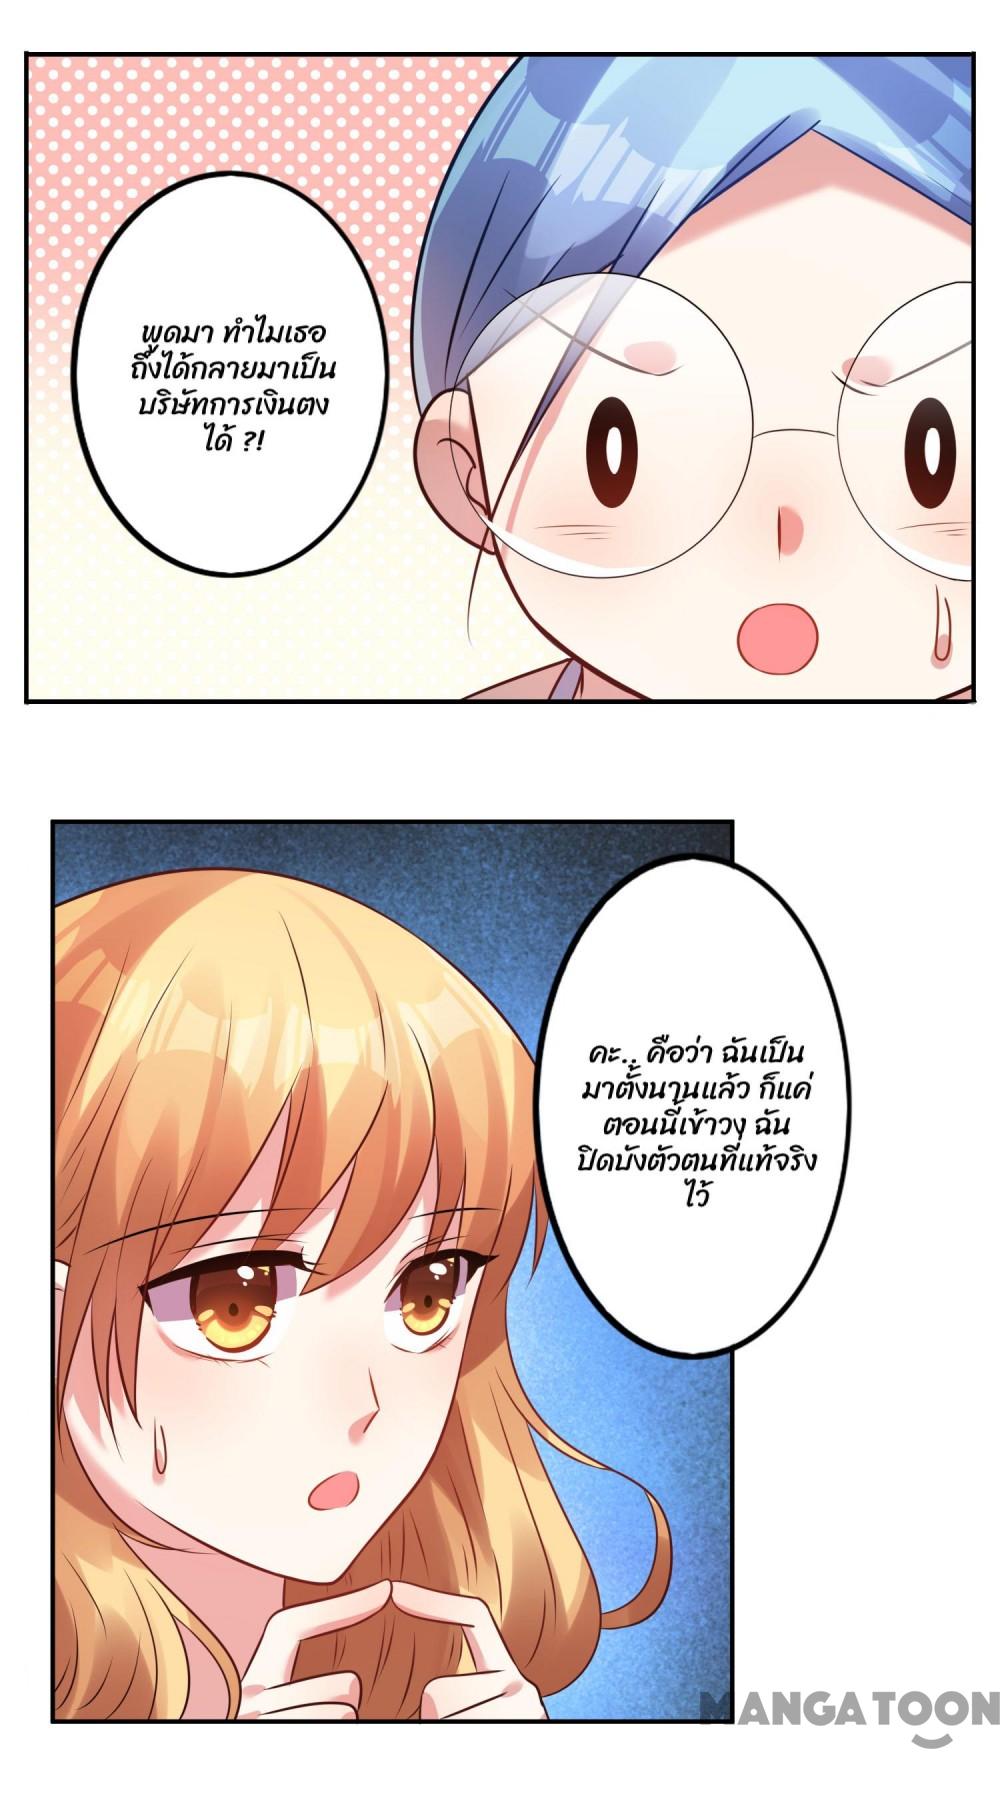 พูดมา ทำไมเธอ
ถึงได้กลายมาเป็น
บริษัทการเงินตง
ได้ ?!
คะ.. คือว่า ฉันเป็น
มาตั้งนานแล้ว ก็แค่
ตอนนี้เข้าวง ฉัน
ปิดบังตัวตนที่แท้จริง
ไว้
MANGATOON